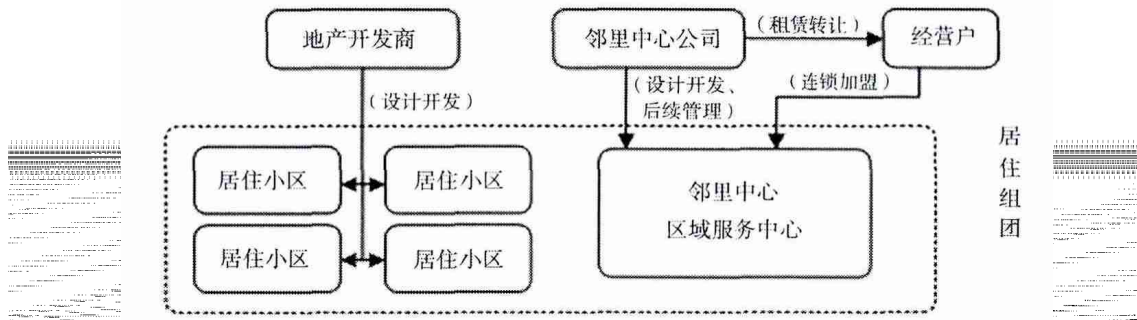 地产开发商
邻里中心公司
（租赁转让）
经营户
（设计开发）
（设计开发、
后续管理）
（连锁加盟）
居住小区
居住小区
居住小区
居住小区
邻里中心
区域服务中心
居住组团